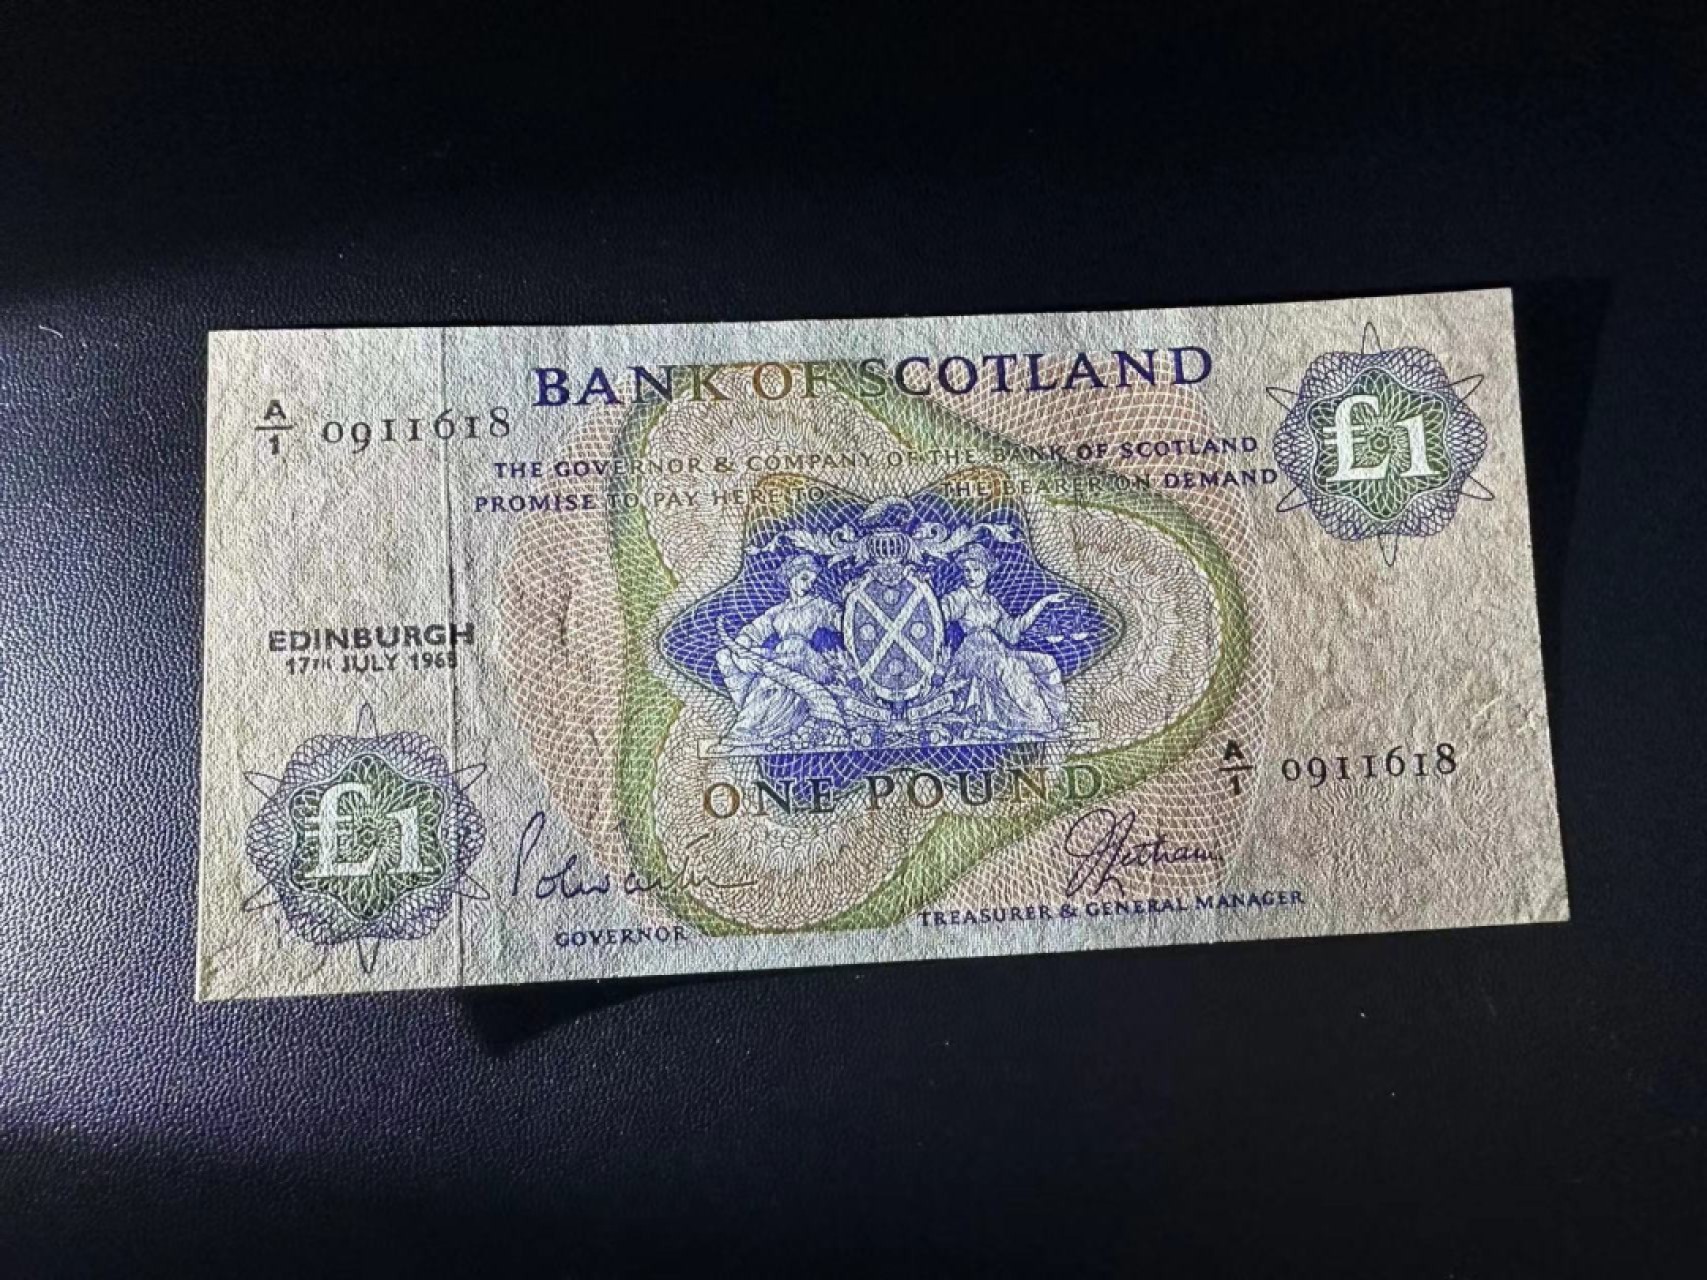 BANK OF SCOTLAND
A/1 0911618
£1
THE GOVERNOR & COMPANY OF THE BANK OF SCOTLAND
PROMISE TO PAY HERE TO THE BEARER ON DEMAND
EDINBURGH
17TH JULY 1968
ONE POUND
A/1 0911618
£1
Polwarth
GOVERNOR
TREASURER & GENERAL MANAGER